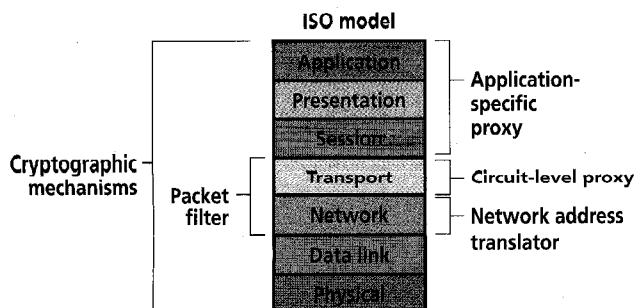 ISO model
Application
Presentation
Session
Transport
Network
Data link
Physical
Cryptographic
mechanisms
Packet
filter
Application-
specific
proxy
Circuit-level proxy
Network address
translator